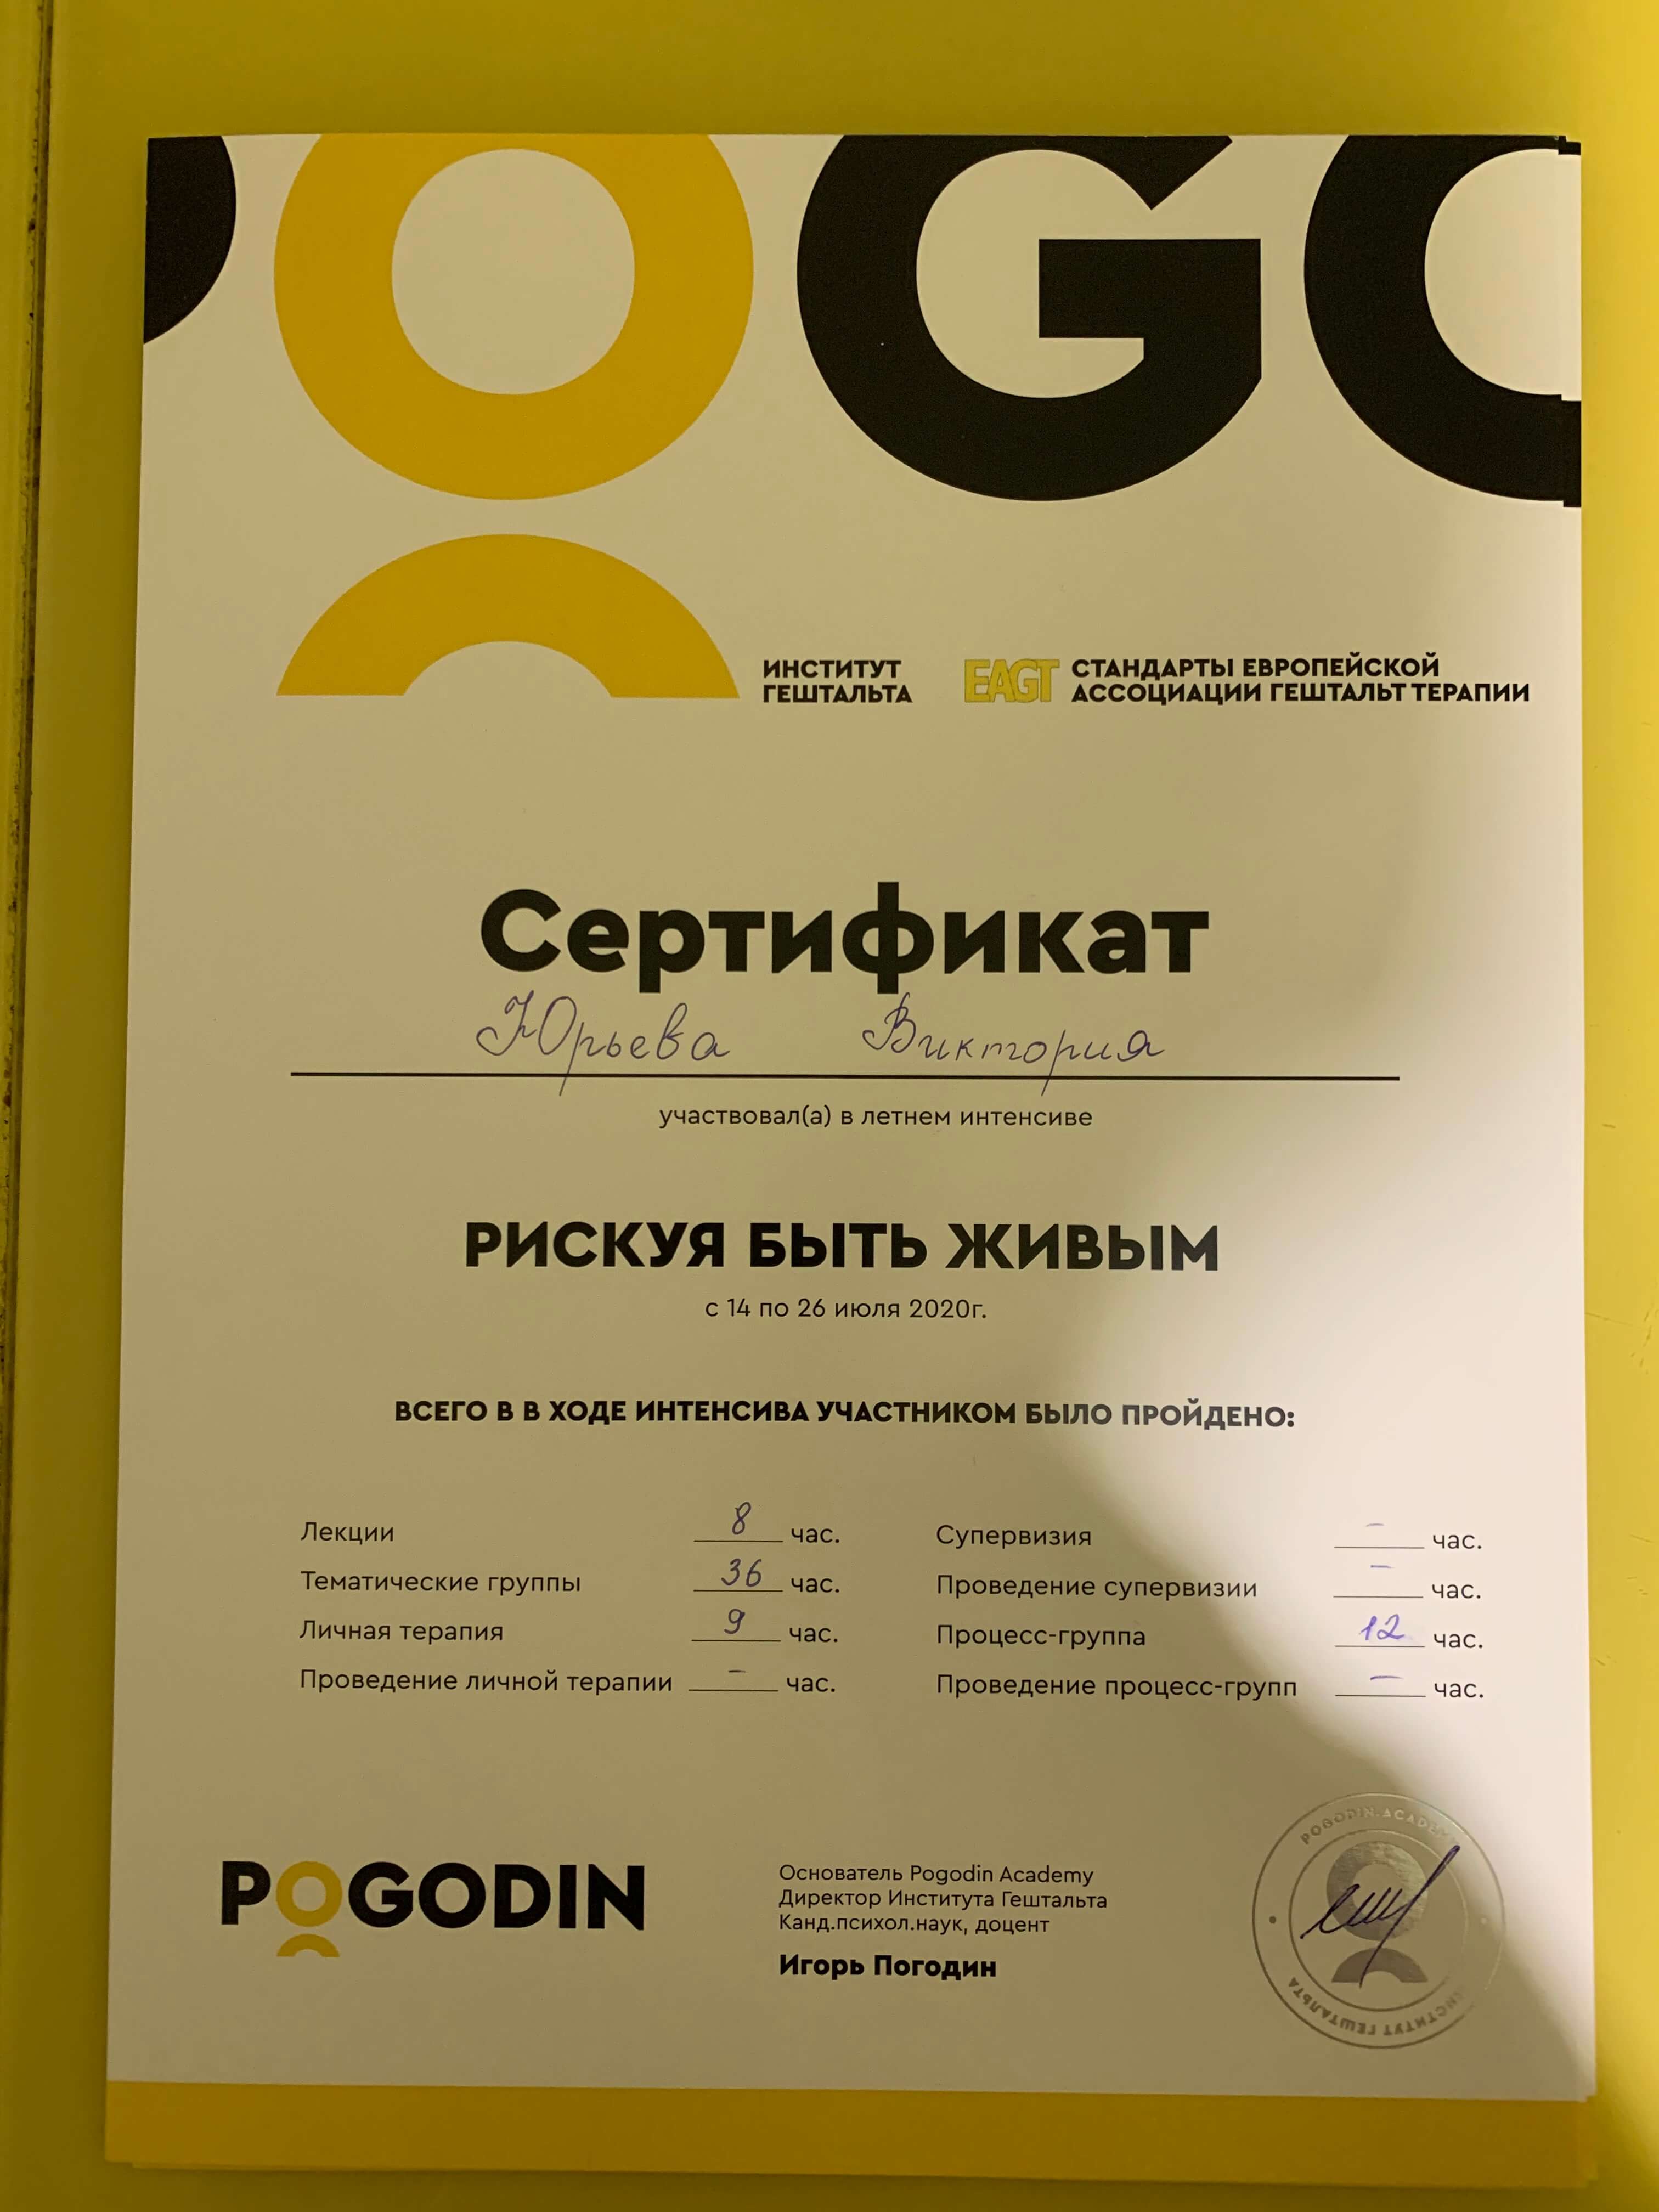 POGO
ИНСТИТУТ
ГЕШТАЛЬТА
EAGT СТАНДАРТЫ ЕВРОПЕЙСКОЙ
АССОЦИАЦИИ ГЕШТАЛЬТ ТЕРАПИИ
Сертификат
Юрьева Виктория
участвовал(а) в летнем интенсиве
РИСКУЯ БЫТЬ ЖИВЫМ
с 14 по 26 июля 2020г.
ВСЕГО В В ХОДЕ ИНТЕНСИВА УЧАСТНИКОМ БЫЛО ПРОЙДЕНО:
Лекции 8 час.
Тематические группы 36 час.
Личная терапия 9 час.
Проведение личной терапии – час.
Супервизия – час.
Проведение супервизии – час.
Процесс-группа 12 час.
Проведение процесс-групп – час.
POGODIN
Основатель Pogodin Academy
Директор Института Гештальта
Канд.психол.наук, доцент
Игорь Погодин
POGODIN.ACADEMY
ИНСТИТУТ ГЕШТАЛЬТА